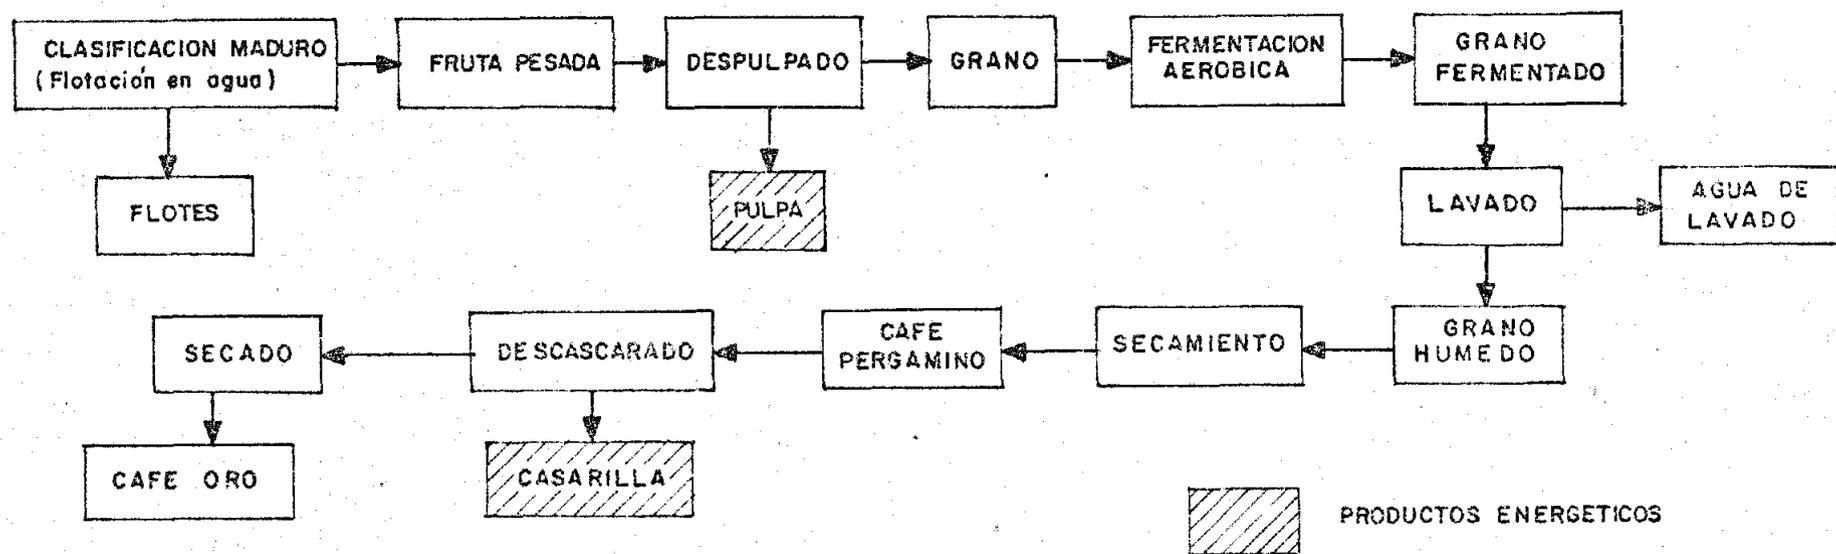 CLASIFICACION MADURO
(Flotación en agua)
FRUTA PESADA
DESPULPADO
GRANO
FERMENTACION
AEROBICA
GRANO
FERMENTADO
FLOTES
PULPA
LAVADO
AGUA DE
LAVADO
GRANO
HUMEDO
SECAMIENTO
CAFE
PERGAMINO
DESCASCARADO
SECADO
CAFE ORO
CASARILLA
PRODUCTOS ENERGETICOS